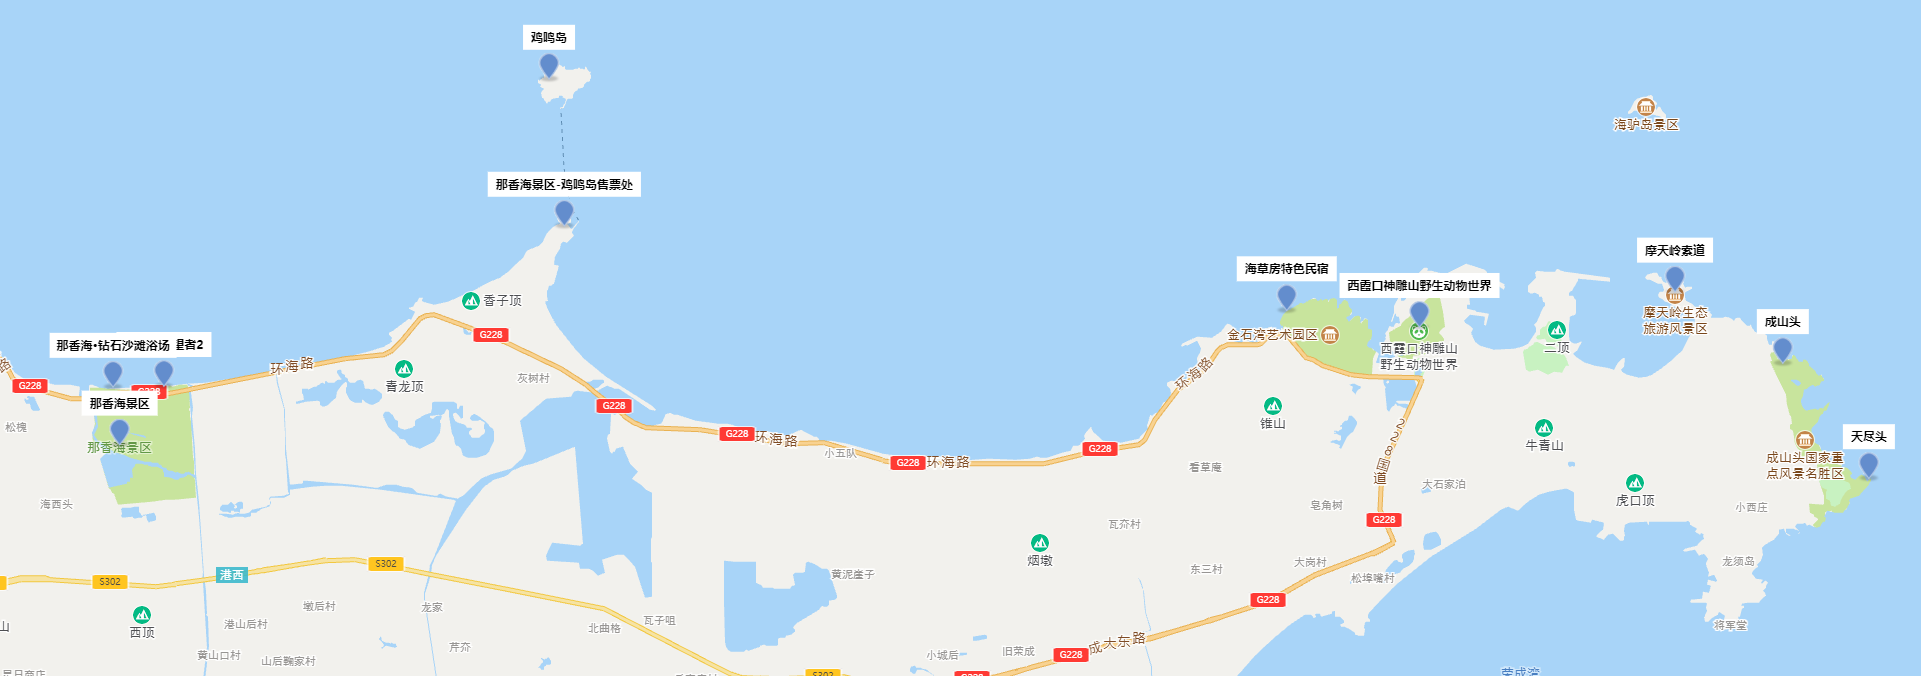 鸡鸣岛
海驴岛景区
那香海景区-鸡鸣岛售票处
摩天岭索道
海草房特色民宿
西霞口神雕山野生动物世界
香子顶
摩天岭生态
旅游风景区
成山头
G228
金石湾艺术园区
西霞口神雕山
野生动物世界
二顶
那香海·钻石沙滩浴场
者2
路
环海路
G228
G228
青龙顶
灰树村
环海路
那香海景区
G228
锥山
松槐
那香海景区
G228
环海路
小五队
G228
环海路
G228
228国道
牛青山
天尽头
成山头国家重
点风景名胜区
看草庵
大石家泊
虎口顶
海西头
皂角树
小西庄
瓦夼村
G228
烟墩
S302
港西
S302
黄泥崖子
东三村
大岗村
松埠嘴村
龙须岛
墩后村
龙家
G228
山
西顶
港山后村
北曲格
瓦子咀
将军堂
黄山口村
山后鞠家村
芹夼
小城后
旧荣成
G228
成大东路
S302
G228
荣成湾